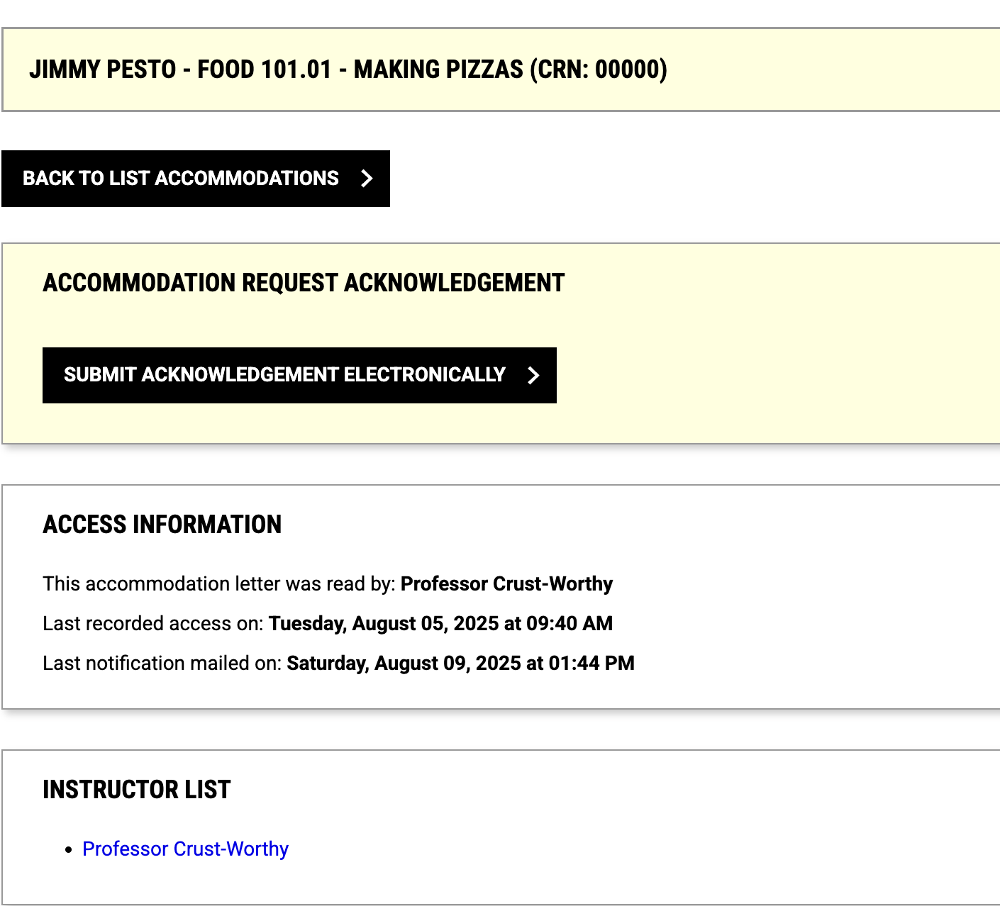 JIMMY PESTO - FOOD 101.01 - MAKING PIZZAS (CRN: 00000)
BACK TO LIST ACCOMMODATIONS
ACCOMMODATION REQUEST ACKNOWLEDGEMENT
SUBMIT ACKNOWLEDGEMENT ELECTRONICALLY
ACCESS INFORMATION
This accommodation letter was read by: Professor Crust-Worthy
Last recorded access on: Tuesday, August 05, 2025 at 09:40 AM
Last notification mailed on: Saturday, August 09, 2025 at 01:44 PM
INSTRUCTOR LIST
• Professor Crust-Worthy